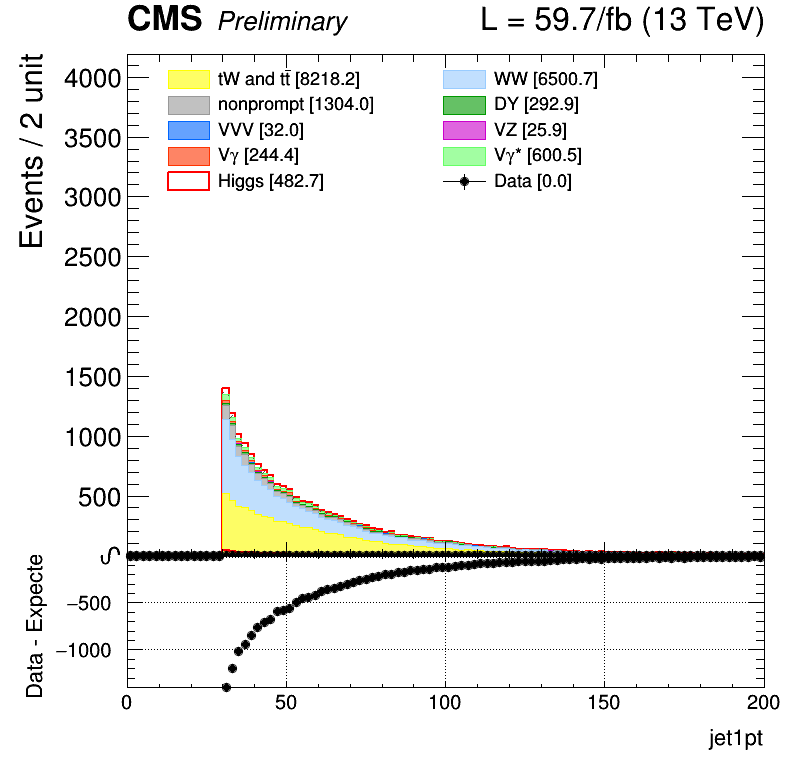 CMS Preliminary L = 59.7/fb (13 TeV)
Events / 2 unit
4000
3500
3000
2500
2000
1500
1000
500
0
tW and tt̅ [8218.2] WW [6500.7]
nonprompt [1304.0] DY [292.9]
VVV [32.0] VZ [25.9]
Vγ [244.4] Vγ* [600.5]
Higgs [482.7] Data [0.0]
Data - Expecte
0
−500
−1000
0 50 100 150 200
jet1pt